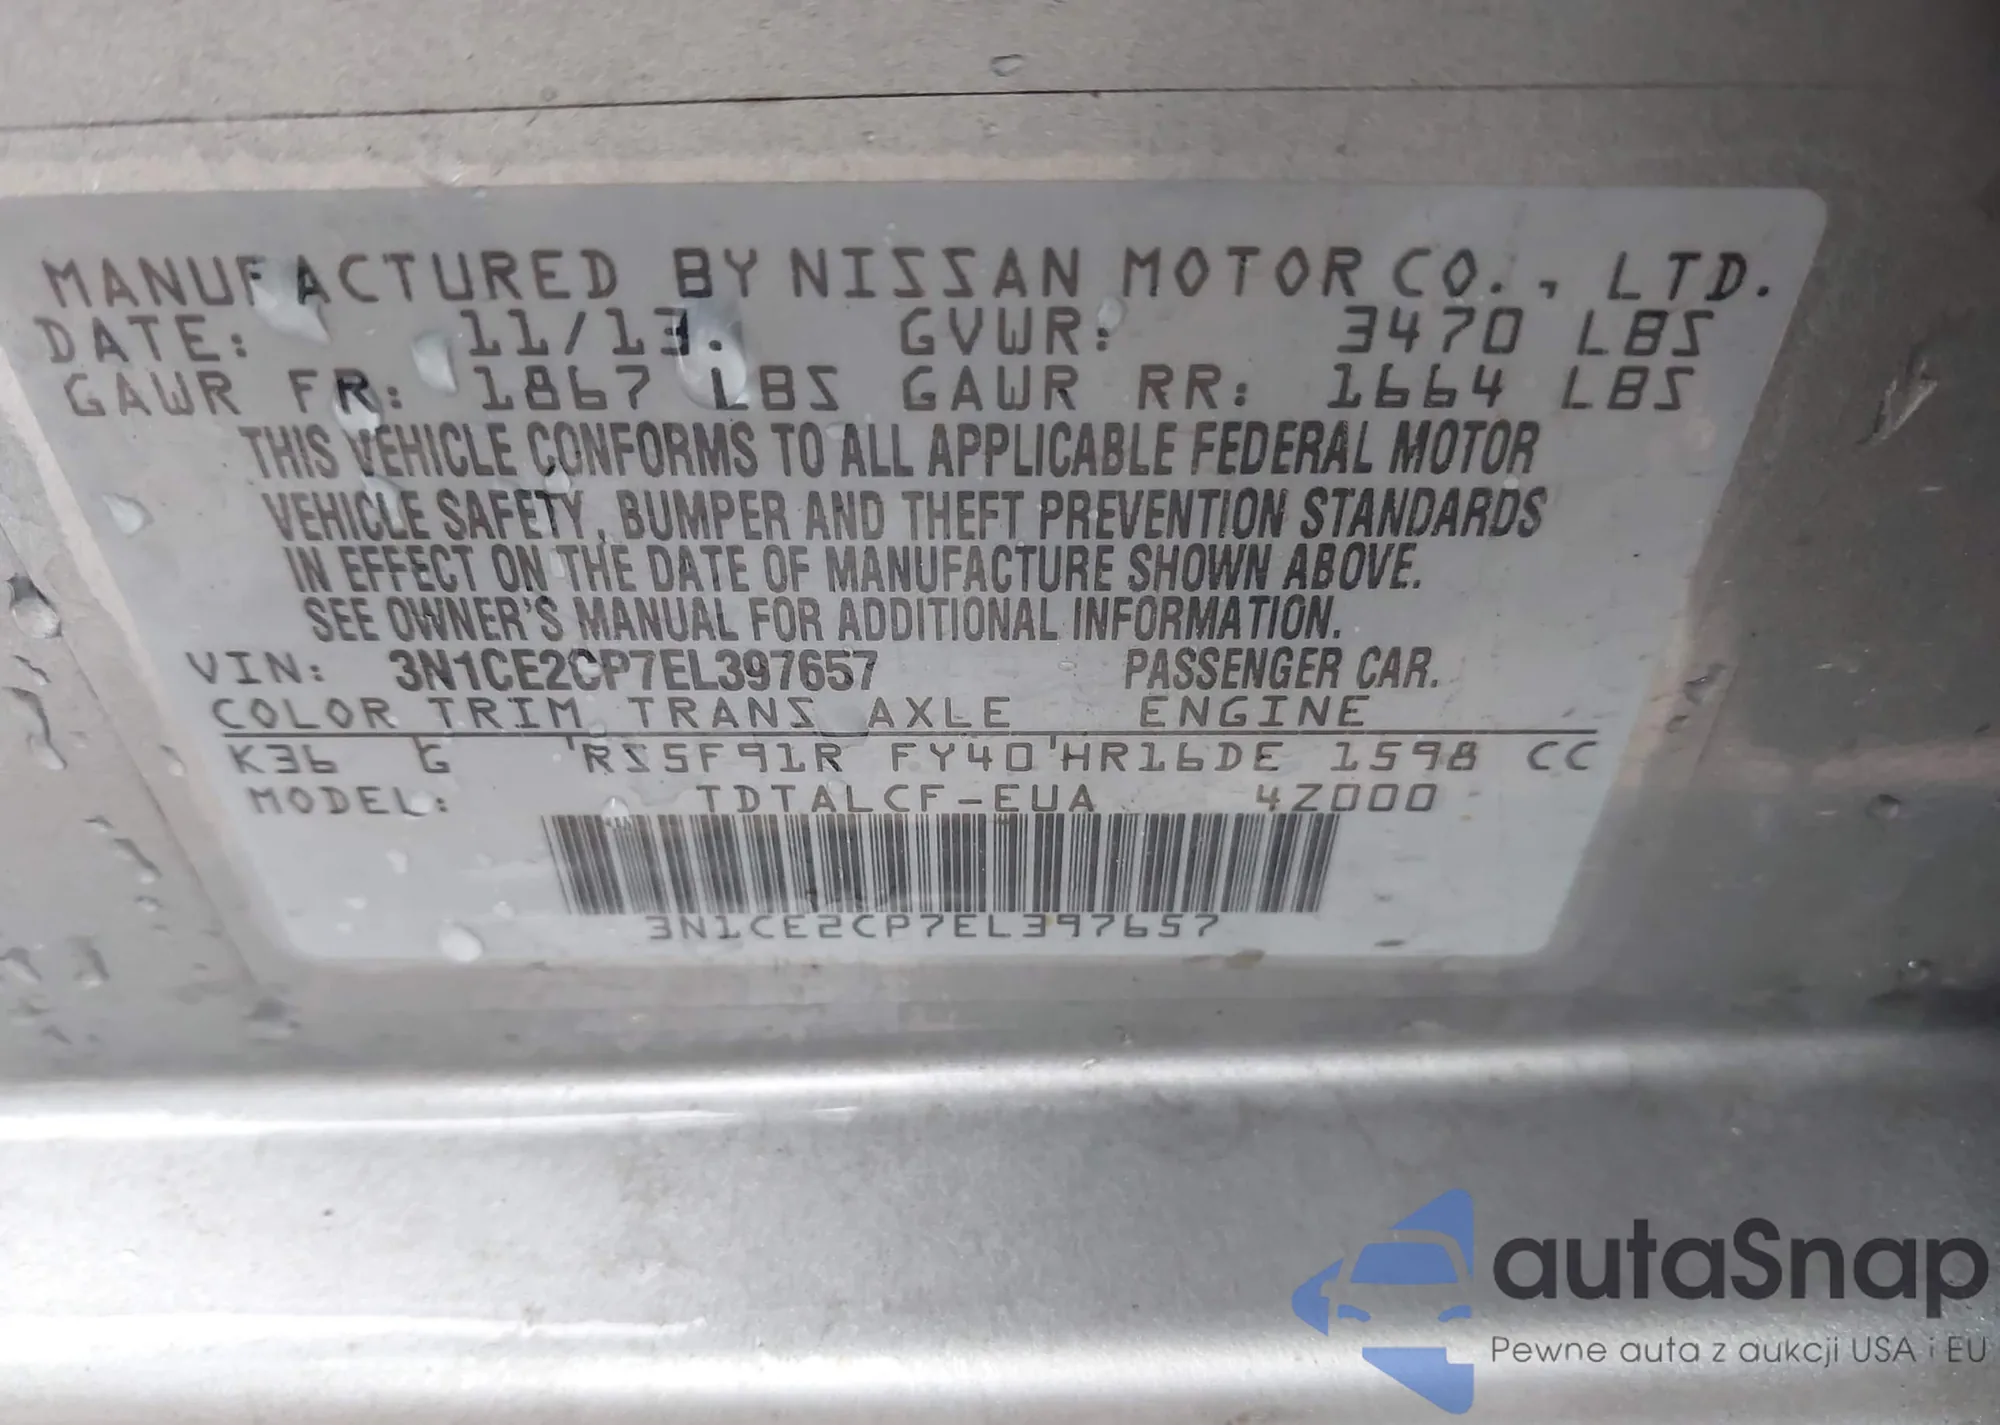 MANUFACTURED BY NISSAN MOTOR CO., LTD.
DATE: 11/13. GVWR: 3470 LBS
GAWR FR: 1867 LBS GAWR RR: 1664 LBS
THIS VEHICLE CONFORMS TO ALL APPLICABLE FEDERAL MOTOR
VEHICLE SAFETY, BUMPER AND THEFT PREVENTION STANDARDS
IN EFFECT ON THE DATE OF MANUFACTURE SHOWN ABOVE.
SEE OWNER'S MANUAL FOR ADDITIONAL INFORMATION.
VIN: 3N1CE2CP7EL397657 PASSENGER CAR.
COLOR TRIM TRANS AXLE ENGINE
K36 G 'RS5F91R FY40'HR16DE 1598 CC
MODEL: TDTALCF-EUA 4Z000
3N1CE2CP7EL397657
autaSnap
Pewne auta z aukcji USA i EU